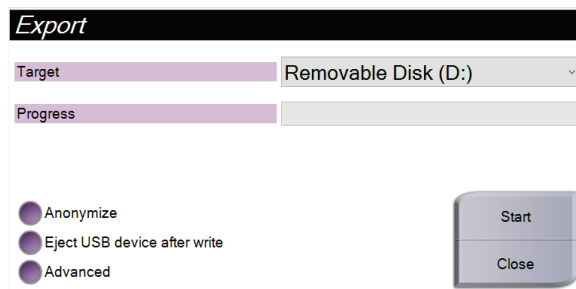 Export
Target
Removable Disk (D:)
Progress
Anonymize
Eject USB device after write
Advanced
Start
Close